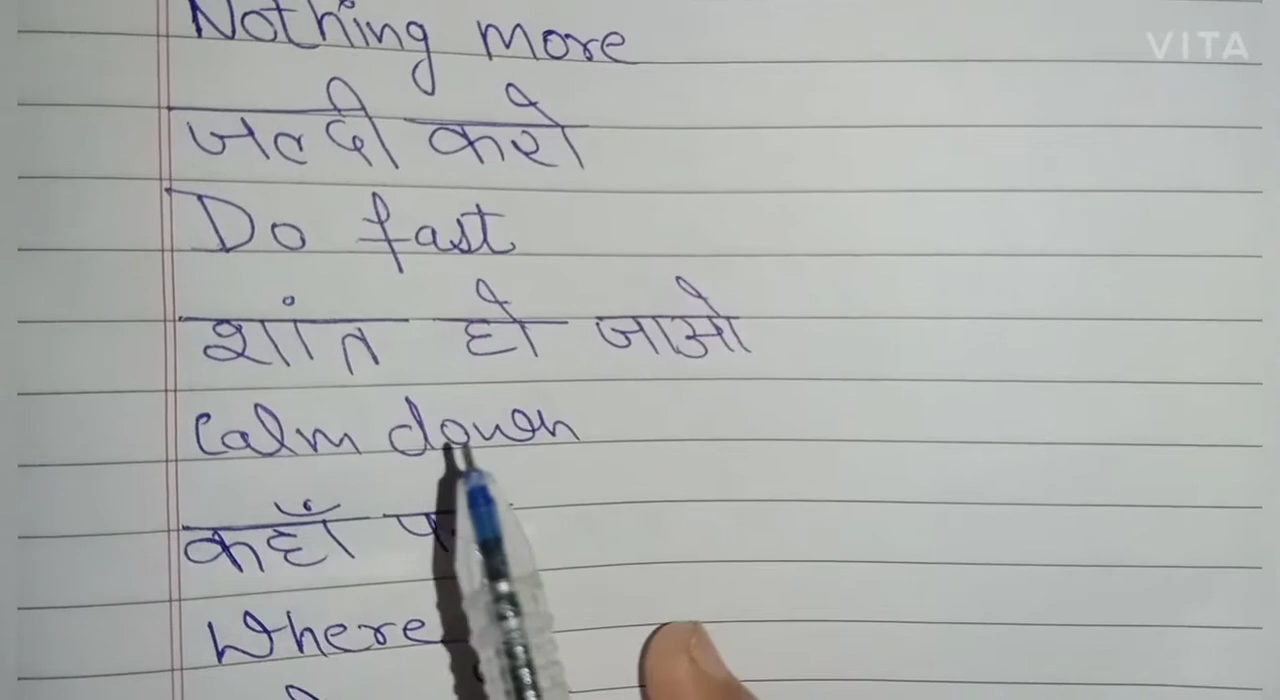 VITA
Nothing more
जल्दी करो
Do fast
शांत हो जाओ
Calm down
कहाँ
Where